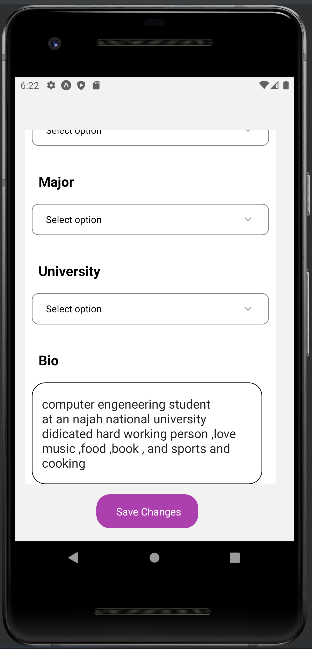 6:22
Select option
Major
Select option
University
Select option
Bio
computer engeneering student
at an najah national university
didicated hard working person ,love
music ,food ,book , and sports and
cooking
Save Changes